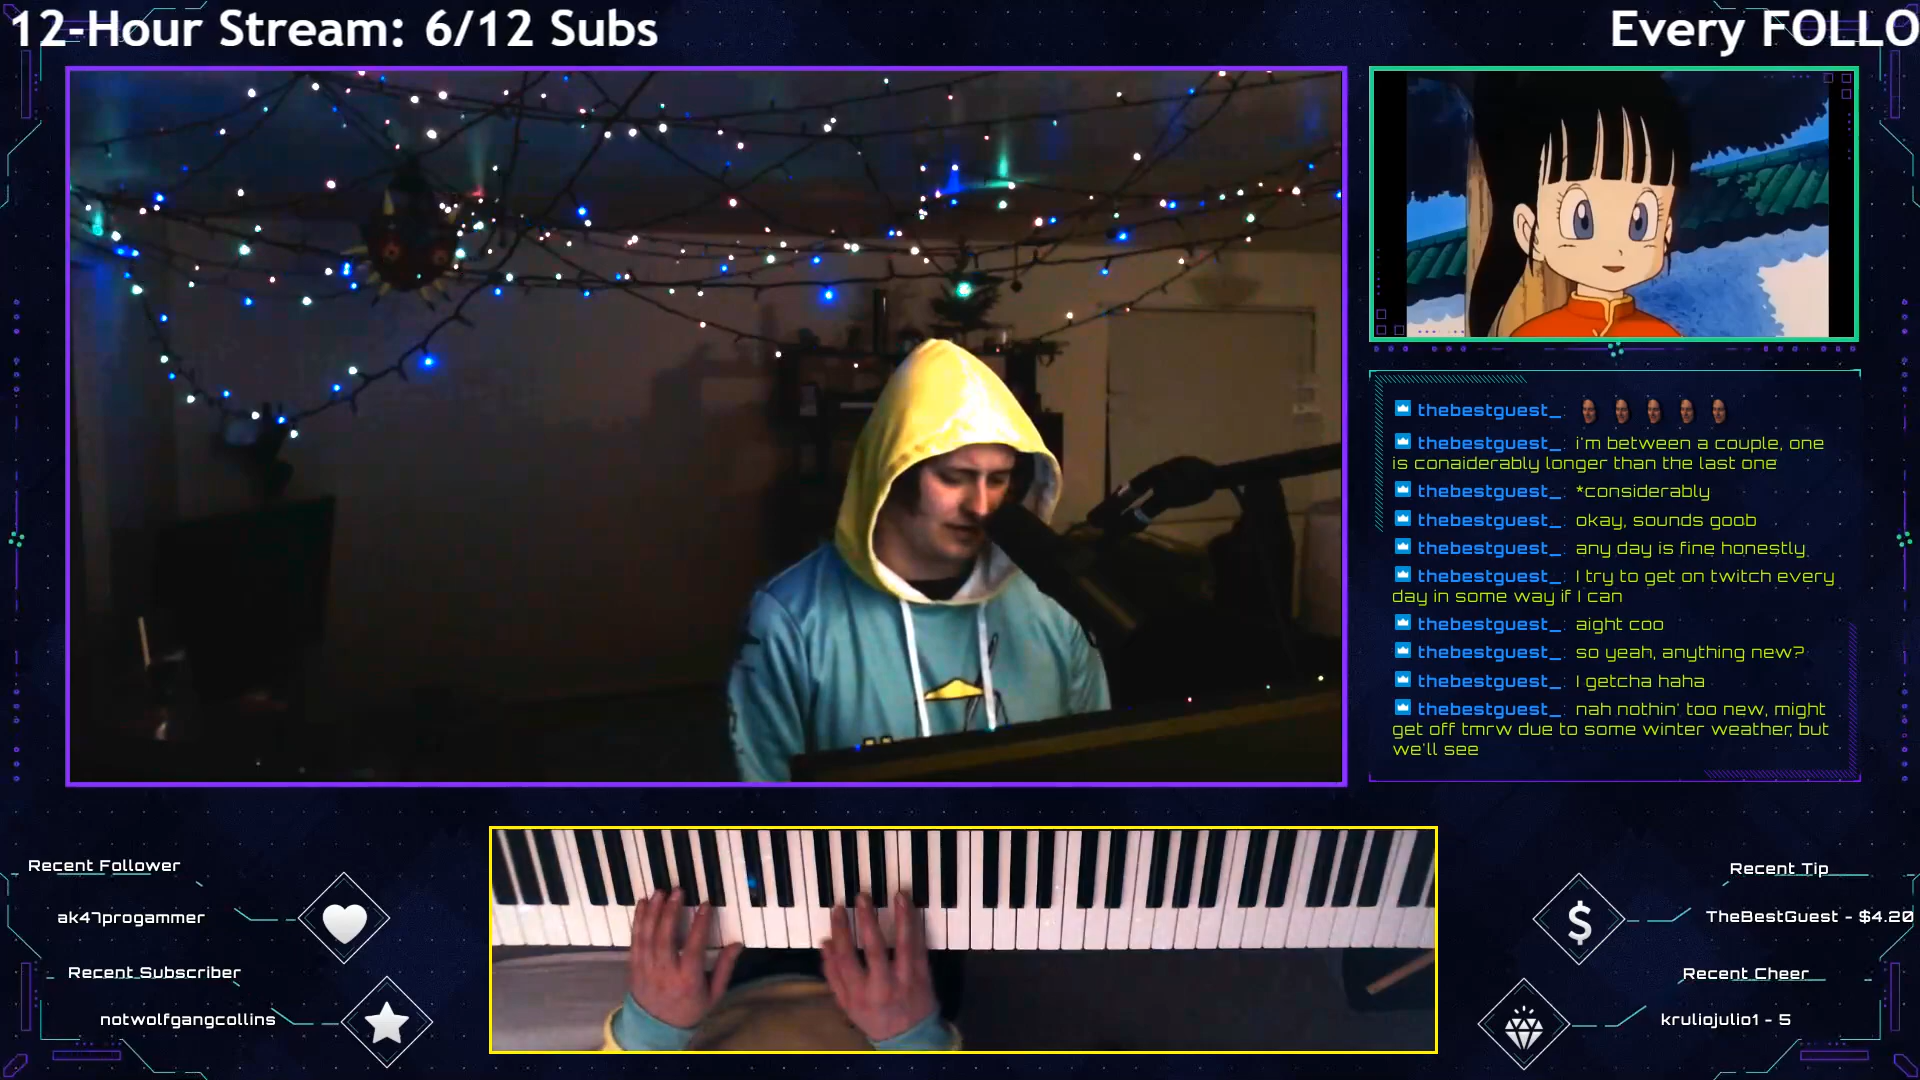 12-Hour Stream: 6/12 Subs
Every FOLLO
thebestguest_:
thebestguest_: i'm between a couple, one
is conaiderably longer than the last one
thebestguest_: *considerably
thebestguest_: okay, sounds goob
thebestguest_: any day is fine honestly
thebestguest_: I try to get on twitch every
day in some way if I can
thebestguest_: aight coo
thebestguest_: so yeah, anything new?
thebestguest_: I getcha haha
thebestguest_: nah nothin' too new, might
get off tmrw due to some winter weather, but
we'll see
Recent Follower
ak47progammer
Recent Subscriber
notwolfgangcollins
Recent Tip
TheBestGuest - $4.20
Recent Cheer
kruliojulio1 - 5